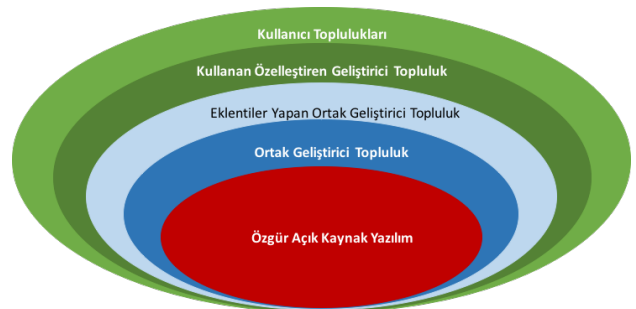 Kullanıcı Toplulukları
Kullanan Özelleştiren Geliştirici Topluluk
Eklentiler Yapan Ortak Geliştirici Topluluk
Ortak Geliştirici Topluluk
Özgür Açık Kaynak Yazılım